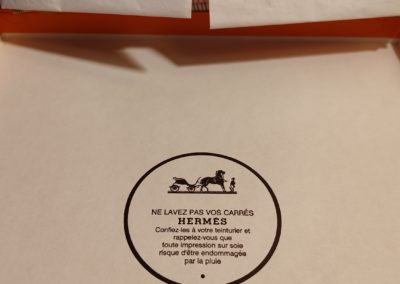 NE LAVEZ PAS VOS CARRÉS
HERMÈS
Confiez-les à votre teinturier et
rappelez-vous que
toute impression sur soie
risque d'être endommagée
par la pluie